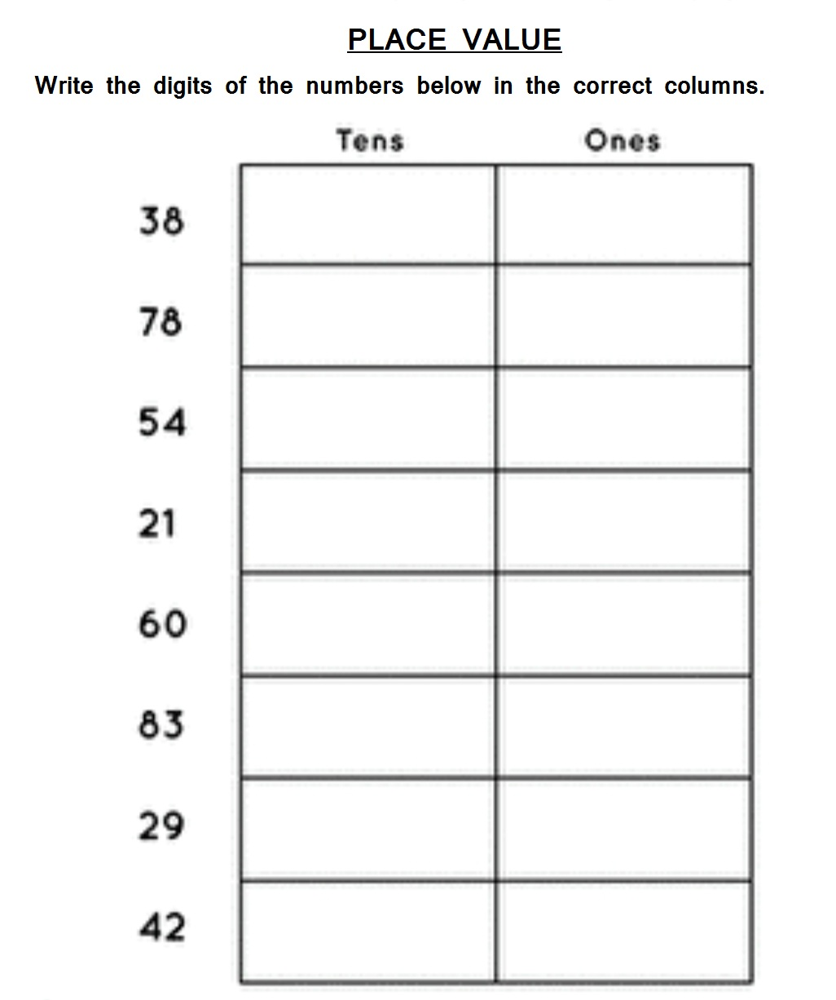 PLACE VALUE
Write the digits of the numbers below in the correct columns.
Tens Ones
38
78
54
21
60
83
29
42